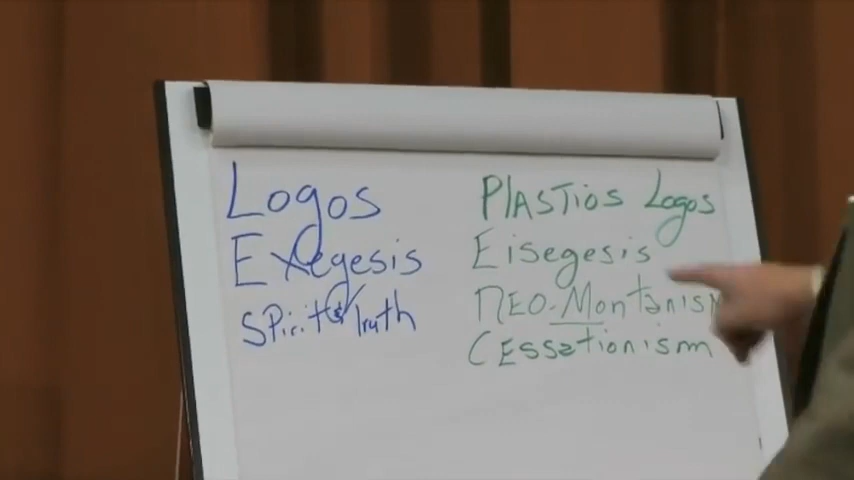 Logos
Exegesis
Spirit & Truth
Plastios Logos
Eisegesis
Neo-Montanism
Cessationism